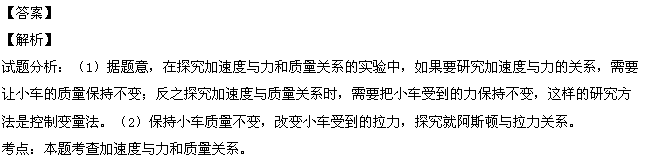 【答案】
【解析】
试题分析：（1）据题意，在探究加速度与力和质量关系的实验中，如果要研究加速度与力的关系，需要
让小车的质量保持不变；反之探究加速度与质量关系时，需要把小车受到的力保持不变，这样的研究方
法是控制变量法。（2）保持小车质量不变，改变小车受到的拉力，探究就阿斯顿与拉力关系。
考点：本题考查加速度与力和质量关系。